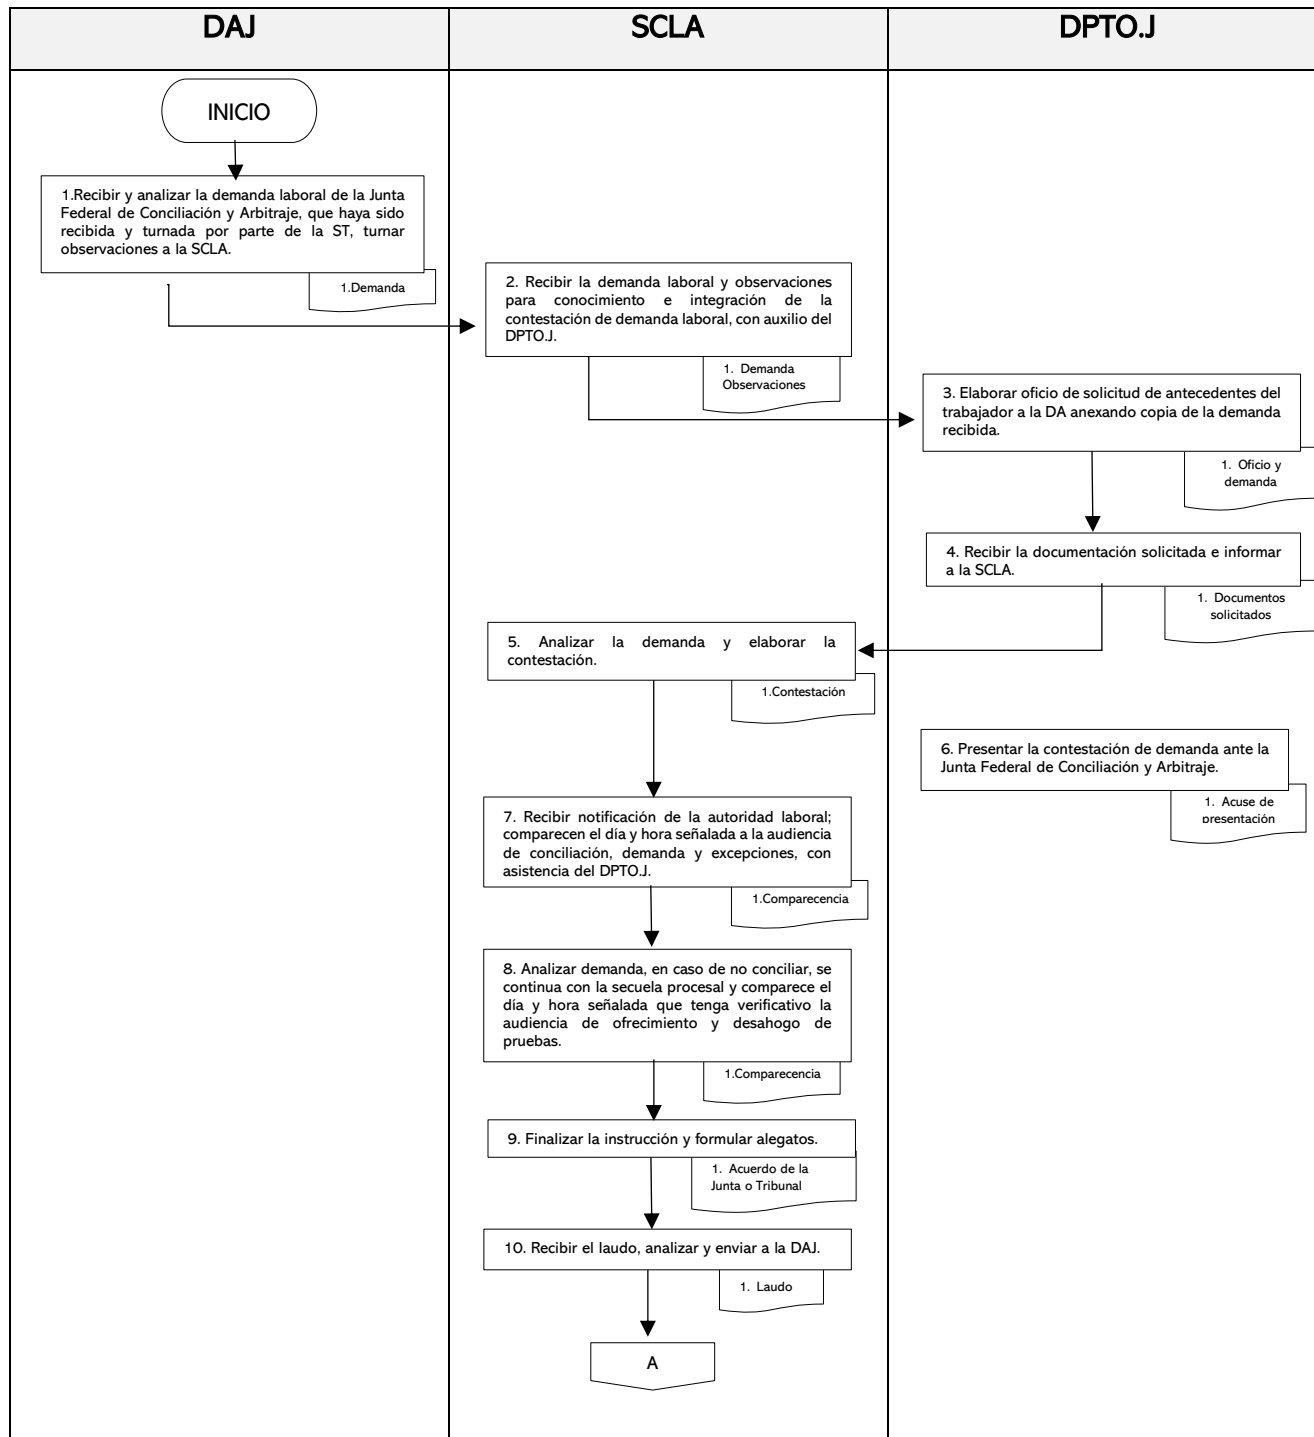 DAJ
SCLA
DPTO.J
INICIO
1.Recibir y analizar la demanda laboral de la Junta
Federal de Conciliación y Arbitraje, que haya sido
recibida y turnada por parte de la ST, turnar
observaciones a la SCLA.
1.Demanda
2. Recibir la demanda laboral y observaciones
para conocimiento e integración de la
contestación de demanda laboral, con auxilio del
DPTO.J.
1. Demanda
Observaciones
3. Elaborar oficio de solicitud de antecedentes del
trabajador a la DA anexando copia de la demanda
recibida.
1. Oficio y
demanda
4. Recibir la documentación solicitada e informar
a la SCLA.
1. Documentos
solicitados
5. Analizar la demanda y elaborar la
contestación.
1.Contestación
6. Presentar la contestación de demanda ante la
Junta Federal de Conciliación y Arbitraje.
1. Acuse de
presentación
7. Recibir notificación de la autoridad laboral;
comparecen el día y hora señalada a la audiencia
de conciliación, demanda y excepciones, con
asistencia del DPTO.J.
1.Comparecencia
8. Analizar demanda, en caso de no conciliar, se
continua con la secuela procesal y comparece el
día y hora señalada que tenga verificativo la
audiencia de ofrecimiento y desahogo de
pruebas.
1.Comparecencia
9. Finalizar la instrucción y formular alegatos.
1. Acuerdo de la
Junta o Tribunal
10. Recibir el laudo, analizar y enviar a la DAJ.
1. Laudo
A